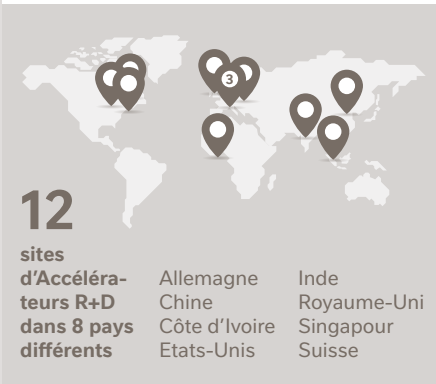 3
12
sites
d'Accéléra-
teurs R+D
dans 8 pays
différents
Allemagne
Chine
Côte d'Ivoire
Etats-Unis
Inde
Royaume-Uni
Singapour
Suisse